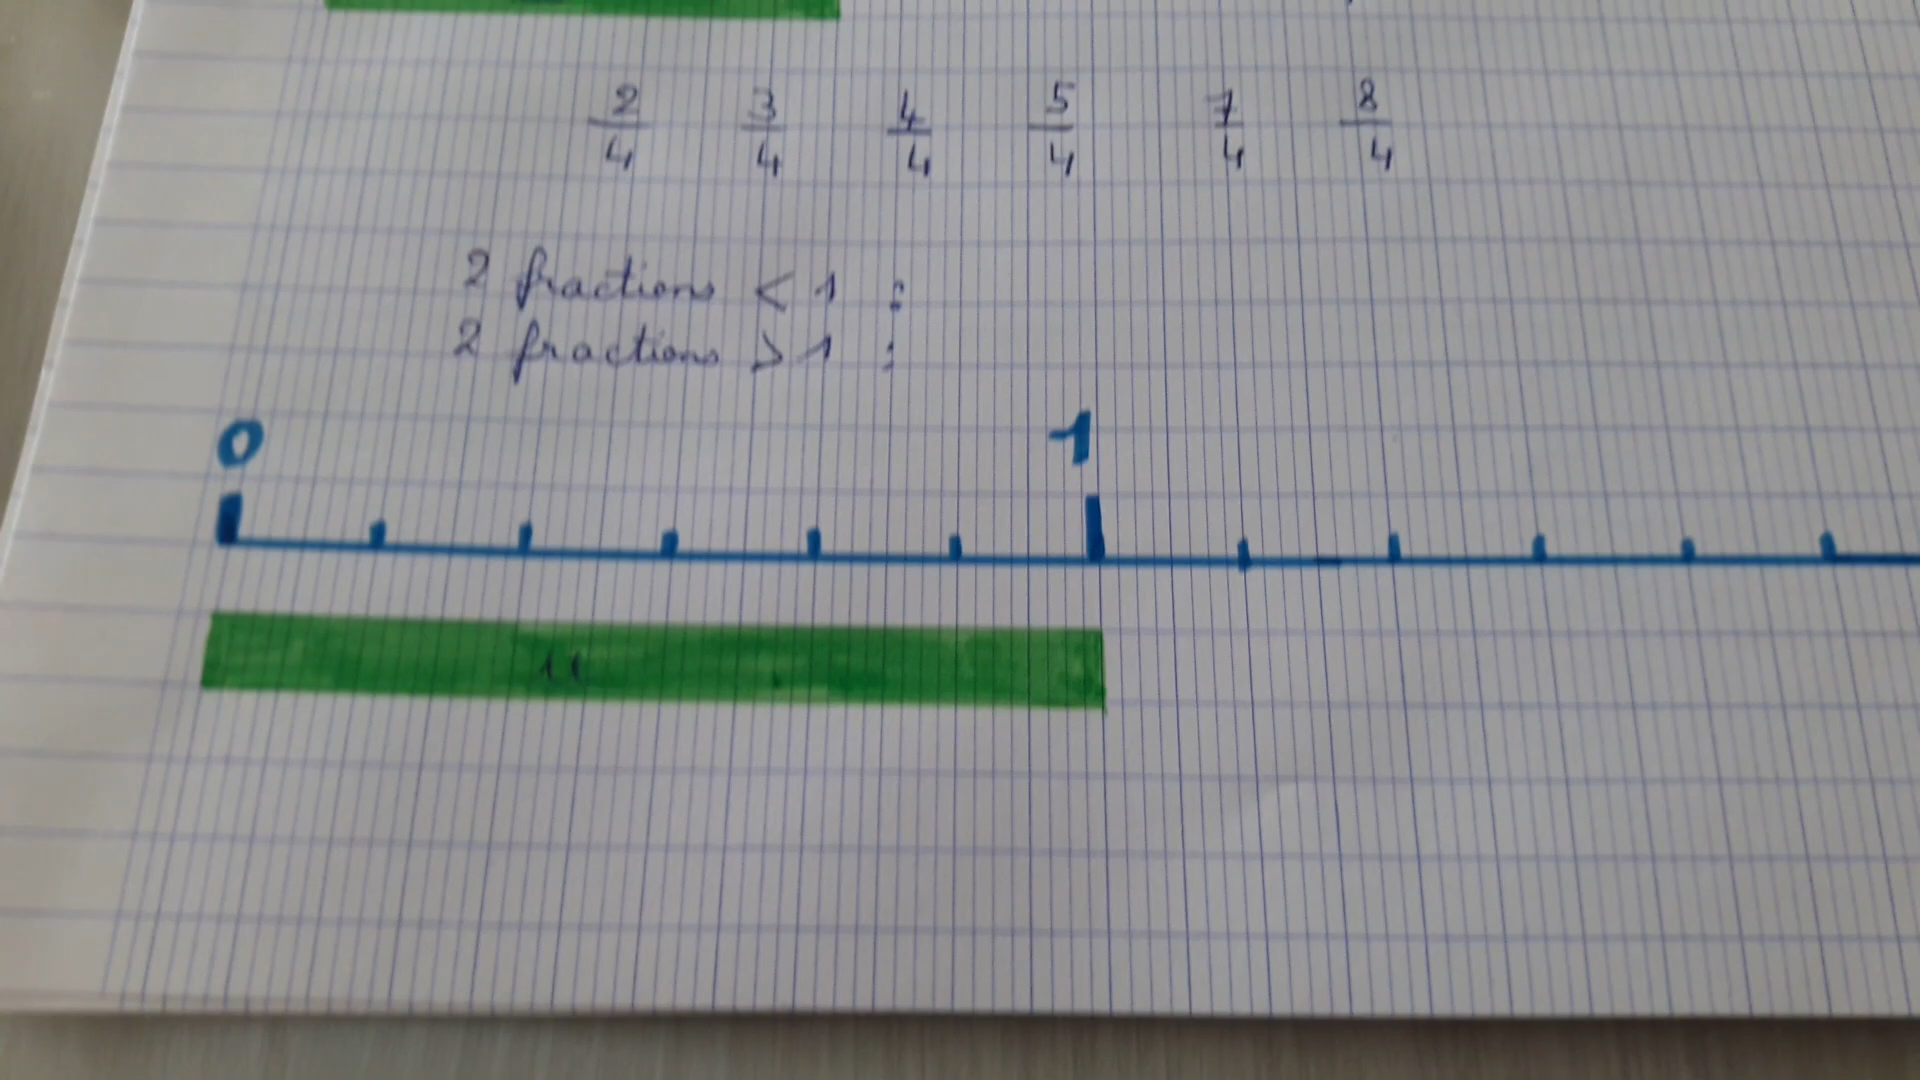 2/4 3/4 4/4 5/4 7/4 8/4
2 fractions < 1 :
2 fractions > 1 :
0 1